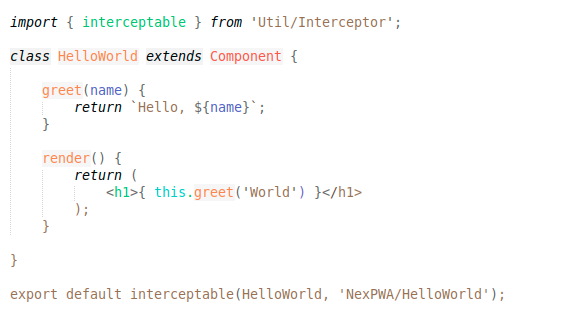 import { interceptable } from 'Util/Interceptor';
class HelloWorld extends Component {
greet(name) {
return `Hello, ${name}`;
}
render() {
return (
<h1>{ this.greet('World') }</h1>
);
}
}
export default interceptable(HelloWorld, 'NexPWA/HelloWorld');